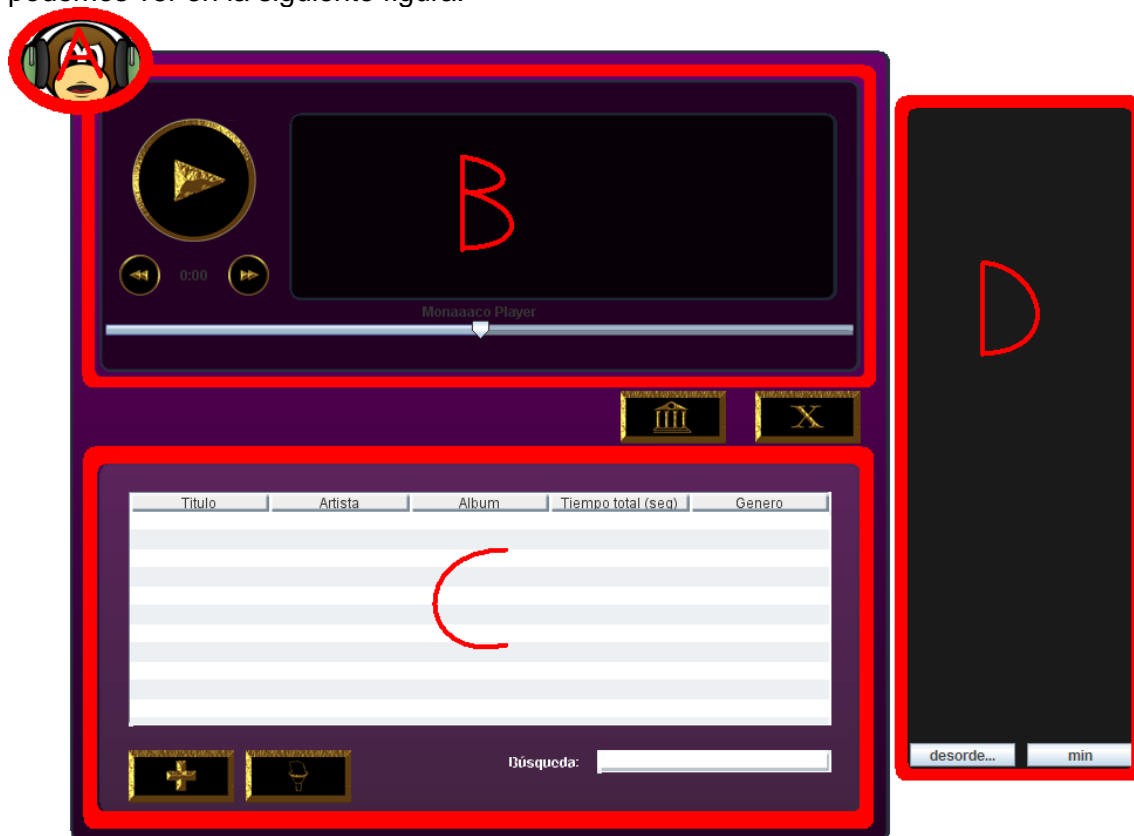 podemos ver en la siguiente figura:
A
B
0:00
Monaaaco Player
X
Titulo Artista Album Tiempo total (seg) Genero
C
Búsqueda:
D
desorde... min